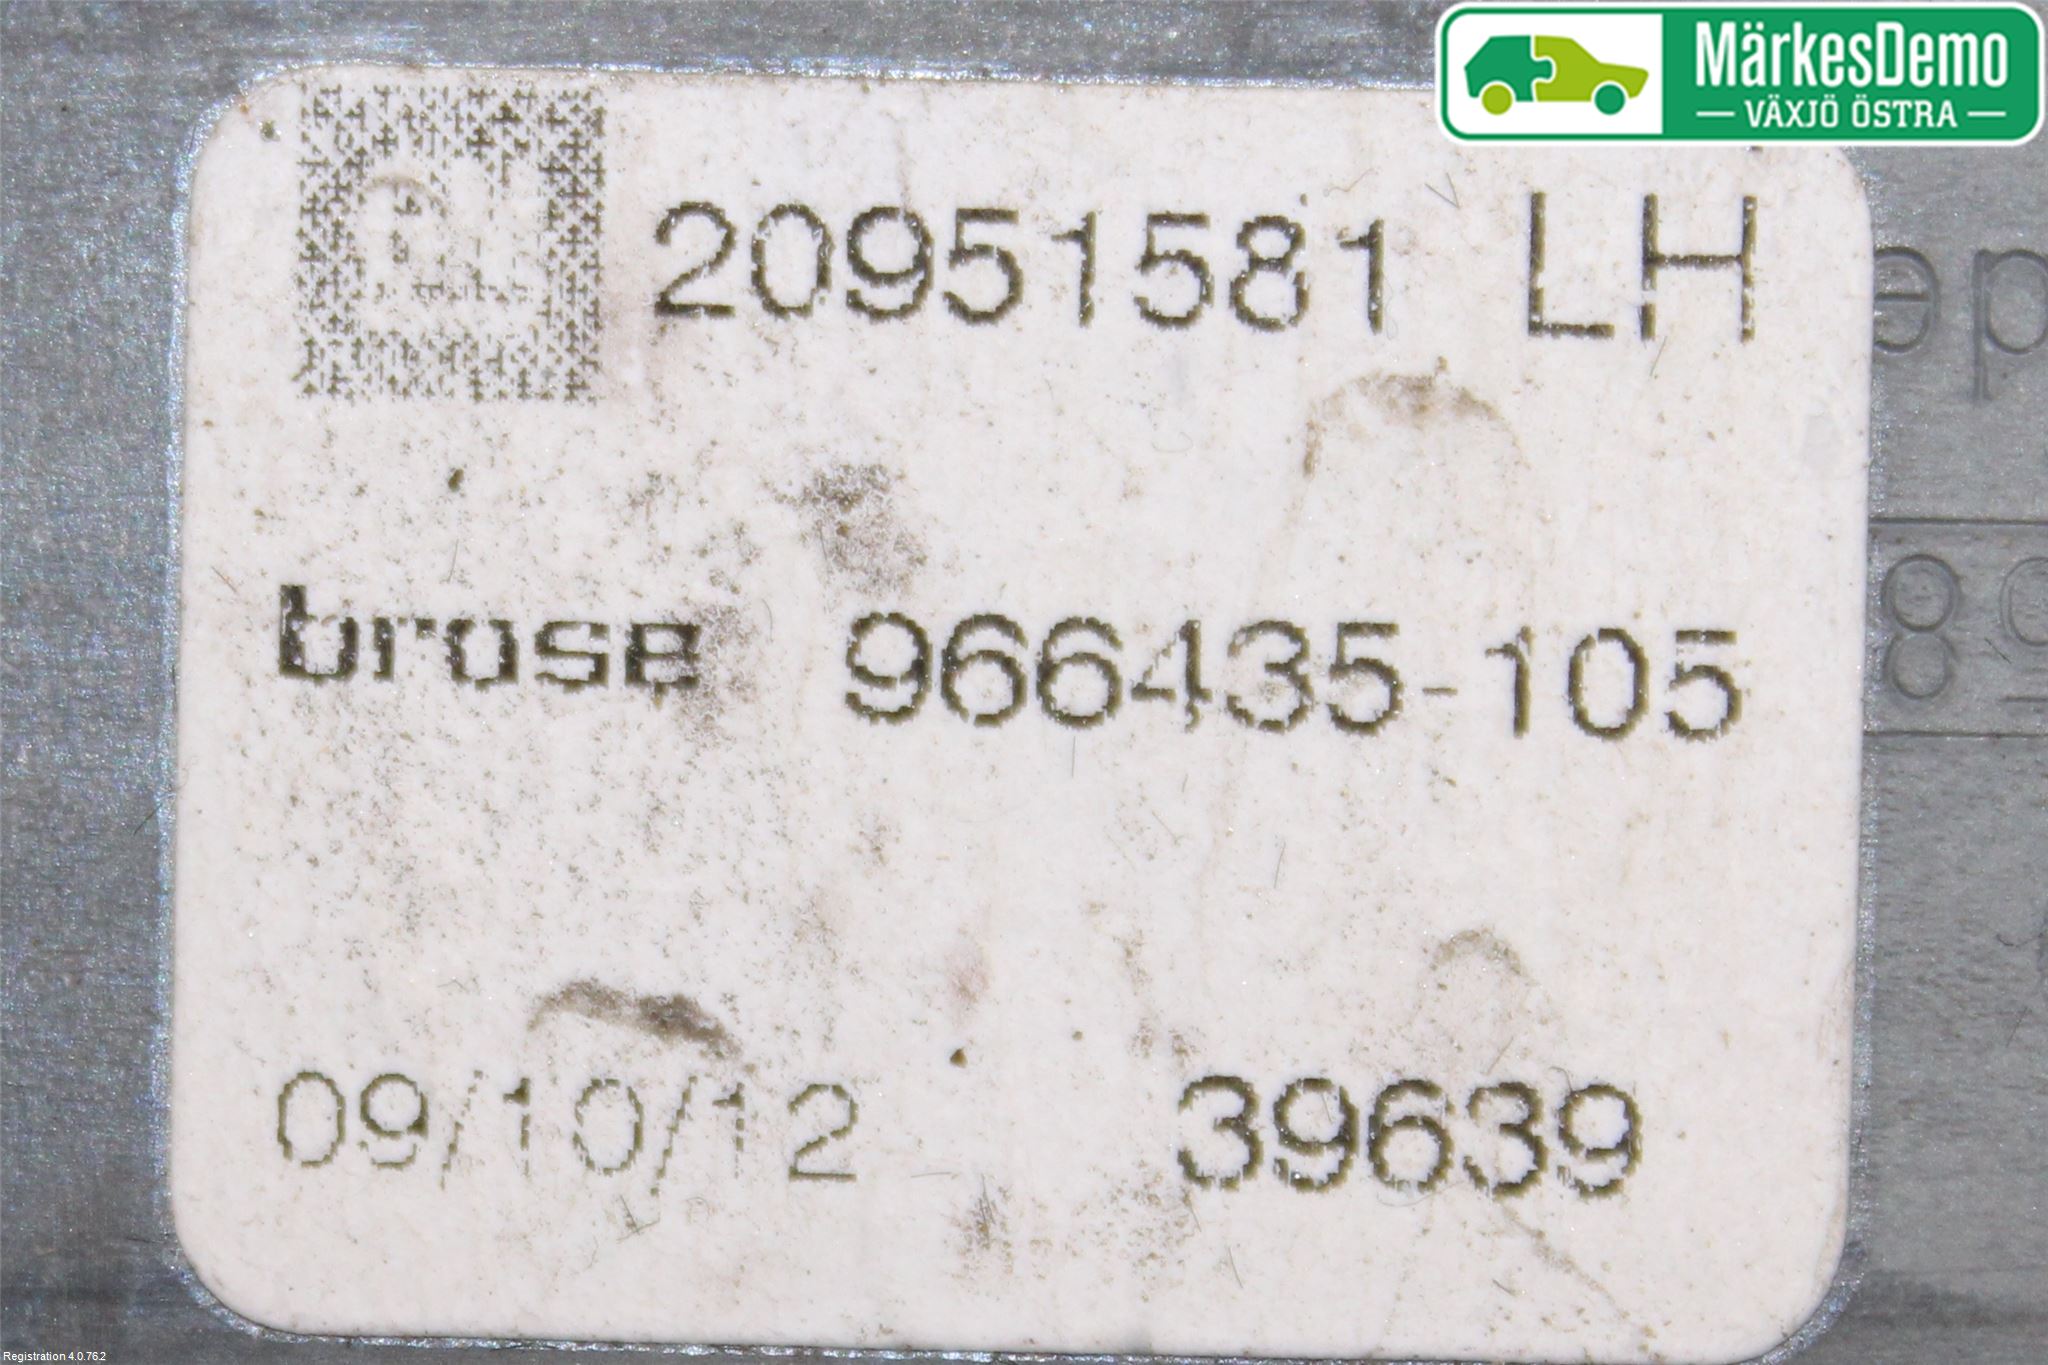 MärkesDemo
— VÄXJÖ ÖSTRA —
20951581 LH
brose 966435-105
09/10/12 39639
Registration 4.0.76.2